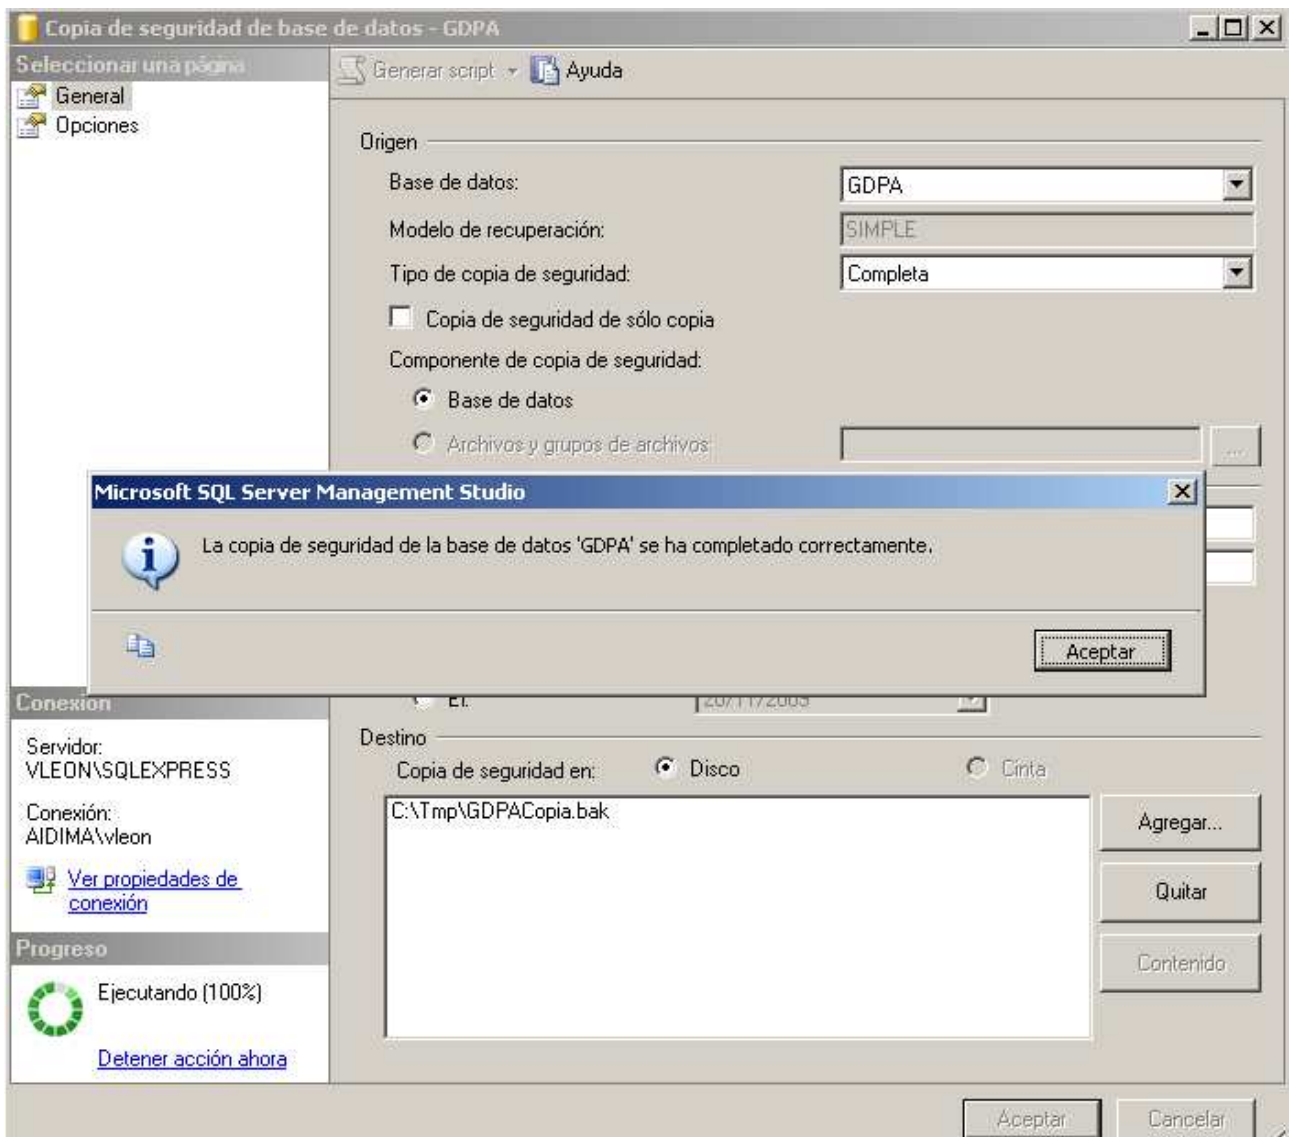 Copia de seguridad de base de datos - GDPA
Seleccionar una página
General
Opciones
Generar script
Ayuda
Origen
Base de datos:
GDPA
Modelo de recuperación:
SIMPLE
Tipo de copia de seguridad:
Completa
Copia de seguridad de sólo copia
Componente de copia de seguridad:
Base de datos
Archivos y grupos de archivos:
...
Microsoft SQL Server Management Studio
La copia de seguridad de la base de datos 'GDPA' se ha completado correctamente.
Aceptar
Conexión
Servidor:
VLEON\SQLEXPRESS
Conexión:
AIDIMA\vleon
Ver propiedades de
conexión
Progreso
Ejecutando (100%)
Detener acción ahora
El:
Destino
Copia de seguridad en:
Disco
Cinta
C:\Tmp\GDPACopia.bak
Agregar...
Quitar
Contenido
Aceptar
Cancelar